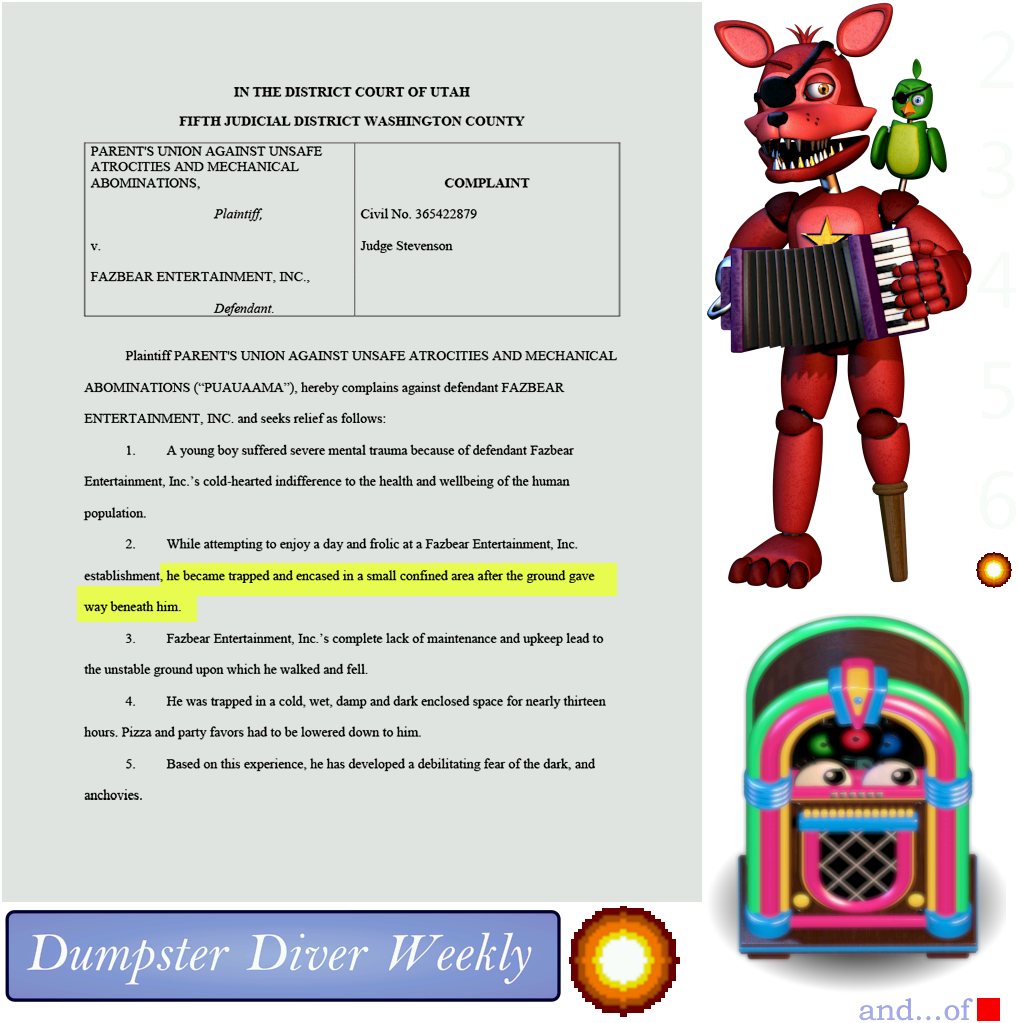 IN THE DISTRICT COURT OF UTAH
FIFTH JUDICIAL DISTRICT WASHINGTON COUNTY
PARENT'S UNION AGAINST UNSAFE
ATROCITIES AND MECHANICAL
ABOMINATIONS,
Plaintiff,
v.
FAZBEAR ENTERTAINMENT, INC.,
Defendant.
COMPLAINT
Civil No. 365422879
Judge Stevenson
Plaintiff PARENT'S UNION AGAINST UNSAFE ATROCITIES AND MECHANICAL
ABOMINATIONS (“PUAUAAMA”), hereby complains against defendant FAZBEAR
ENTERTAINMENT, INC. and seeks relief as follows:
1. A young boy suffered severe mental trauma because of defendant Fazbear
Entertainment, Inc.’s cold-hearted indifference to the health and wellbeing of the human
population.
2. While attempting to enjoy a day and frolic at a Fazbear Entertainment, Inc.
establishment, he became trapped and encased in a small confined area after the ground gave
way beneath him.
3. Fazbear Entertainment, Inc.’s complete lack of maintenance and upkeep lead to
the unstable ground upon which he walked and fell.
4. He was trapped in a cold, wet, damp and dark enclosed space for nearly thirteen
hours. Pizza and party favors had to be lowered down to him.
5. Based on this experience, he has developed a debilitating fear of the dark, and
anchovies.
2
3
4
5
6
Dumpster Diver Weekly
and...of